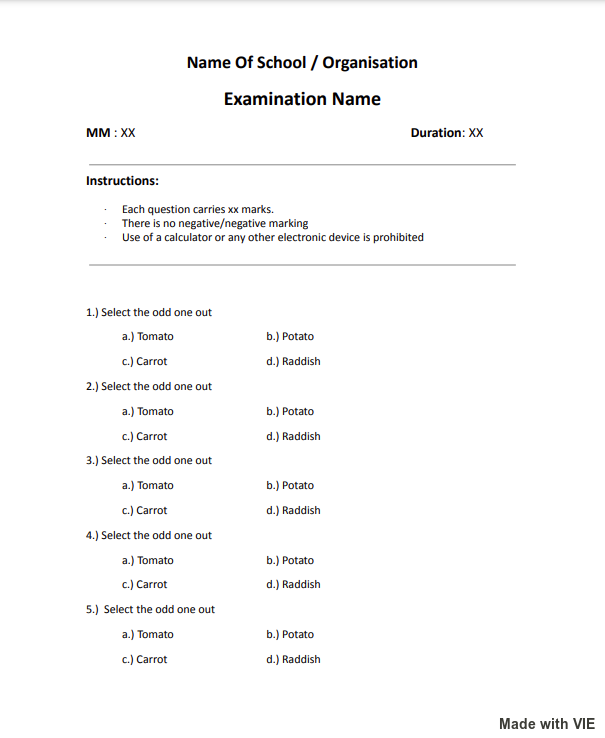 Name Of School / Organisation
Examination Name
MM : XX Duration: XX
Instructions:
· Each question carries xx marks.
· There is no negative/negative marking
· Use of a calculator or any other electronic device is prohibited
1.) Select the odd one out
a.) Tomato b.) Potato
c.) Carrot d.) Raddish
2.) Select the odd one out
a.) Tomato b.) Potato
c.) Carrot d.) Raddish
3.) Select the odd one out
a.) Tomato b.) Potato
c.) Carrot d.) Raddish
4.) Select the odd one out
a.) Tomato b.) Potato
c.) Carrot d.) Raddish
5.) Select the odd one out
a.) Tomato b.) Potato
c.) Carrot d.) Raddish
Made with VIE